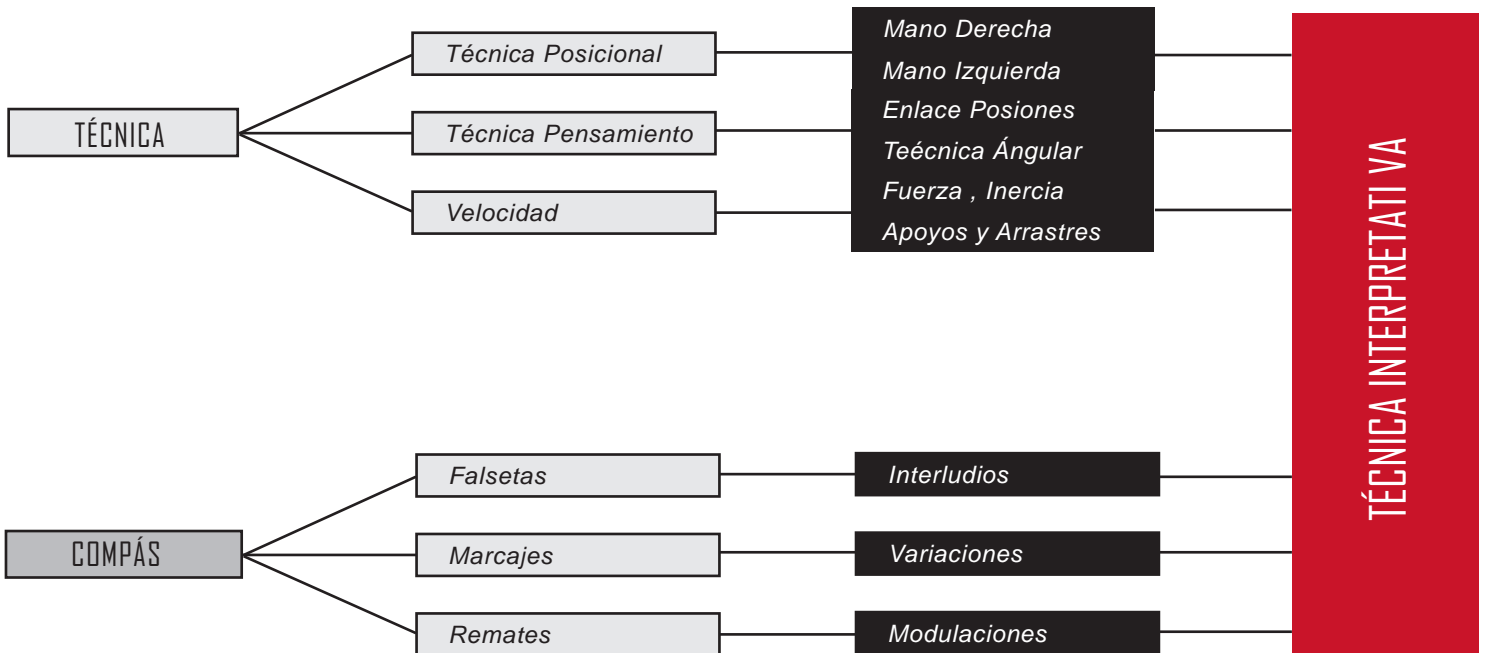 TÉCNICA
Técnica Posicional
Técnica Pensamiento
Velocidad
Mano Derecha
Mano Izquierda
Enlace Posiones
Teécnica Ángular
Fuerza , Inercia
Apoyos y Arrastres
COMPÁS
Falsetas
Marcajes
Remates
Interludios
Variaciones
Modulaciones
TÉCNICA INTERPRETATI VA